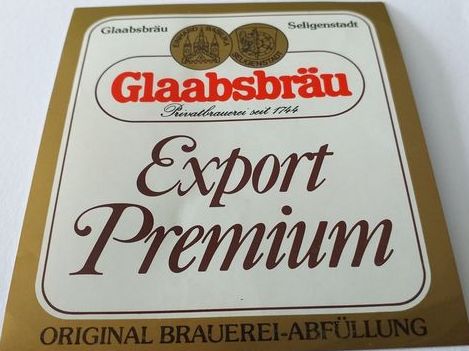 Glaabsbräu Seligenstadt
Glaabsbräu
Privatbrauerei seit 1744
Export
Premium
ORIGINAL BRAUEREI-ABFÜLLUNG